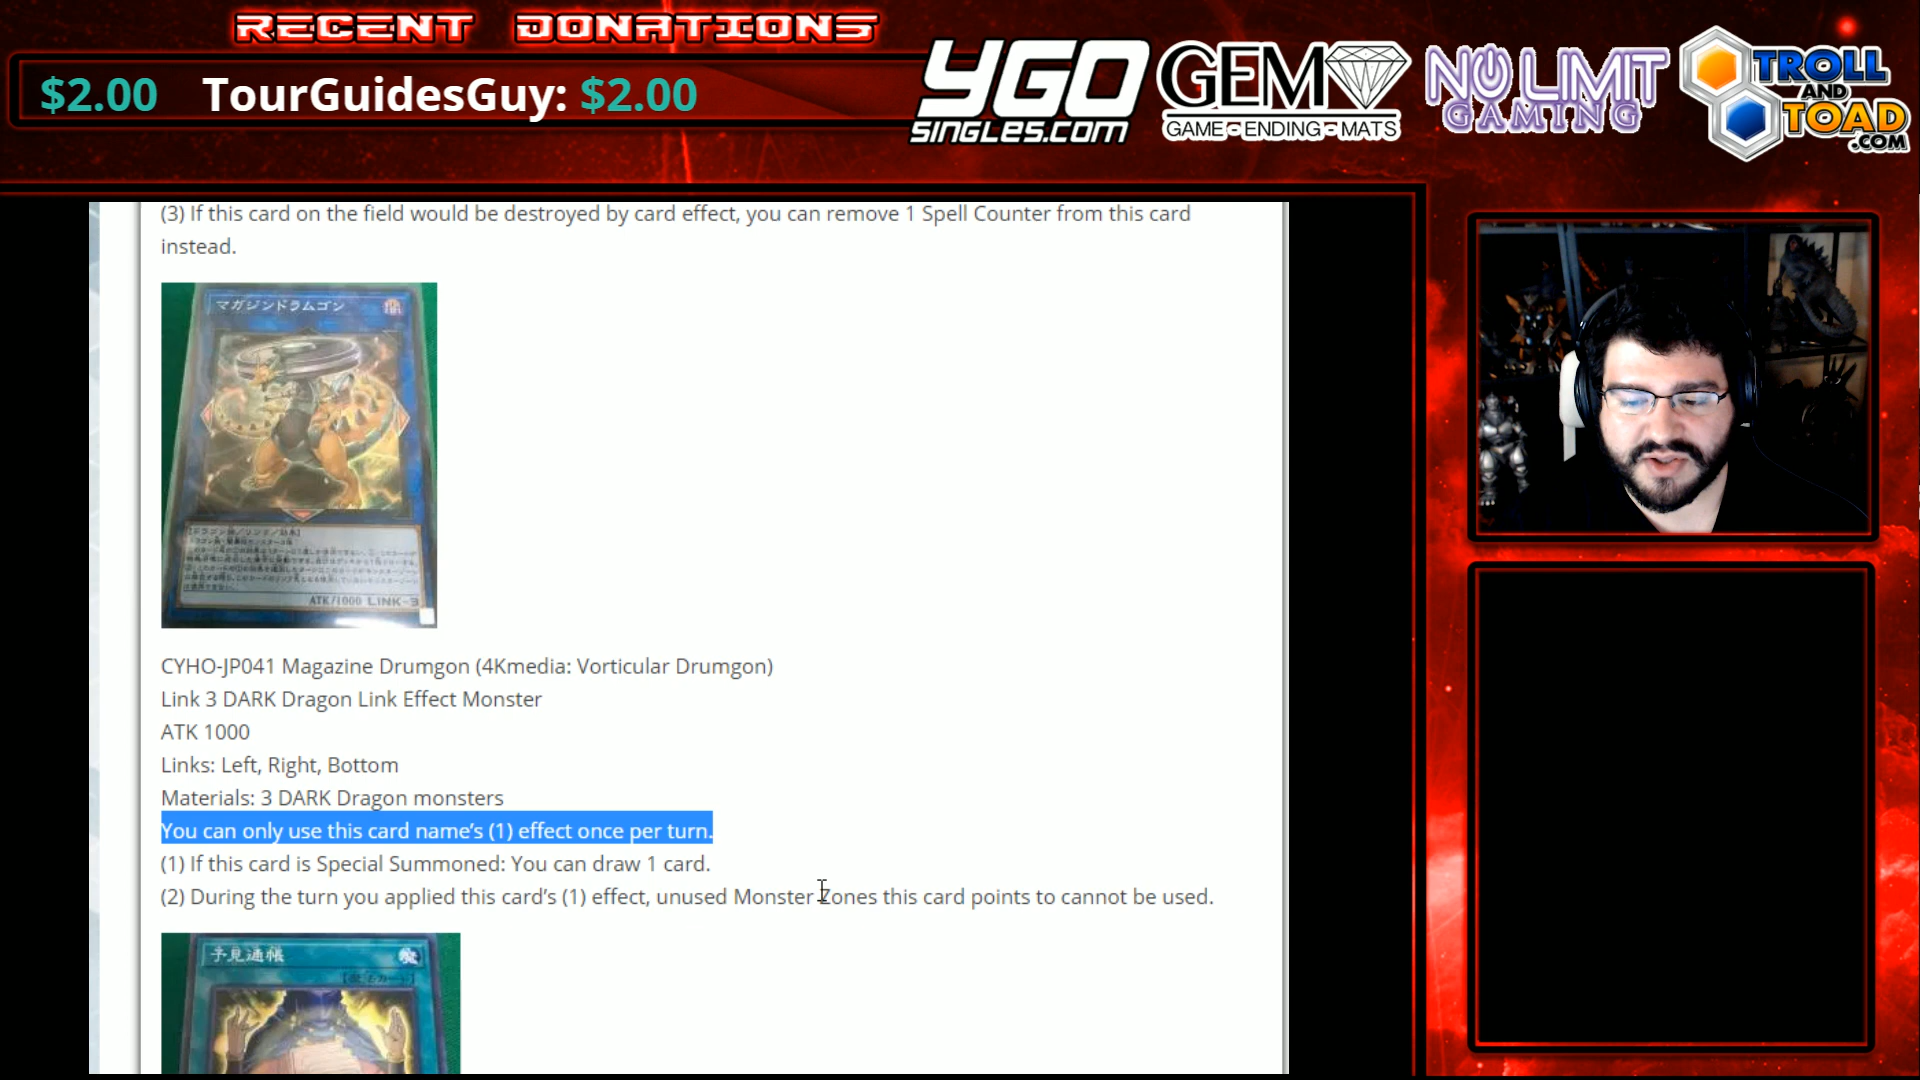 RECENT DONATIONS
$2.00 TourGuidesGuy: $2.00
YGO
SINGLES.COM
GEM
GAME-ENDING-MATS
NO LIMIT
GAMING
TROLL
AND
TOAD
.COM
(3) If this card on the field would be destroyed by card effect, you can remove 1 Spell Counter from this card
instead.
マガジンドラムゴン
ATK/1000 LINK-3
CYHO-JP041 Magazine Drumgon (4Kmedia: Vorticular Drumgon)
Link 3 DARK Dragon Link Effect Monster
ATK 1000
Links: Left, Right, Bottom
Materials: 3 DARK Dragon monsters
You can only use this card name’s (1) effect once per turn.
(1) If this card is Special Summoned: You can draw 1 card.
(2) During the turn you applied this card’s (1) effect, unused Monster Zones this card points to cannot be used.
予見通帳